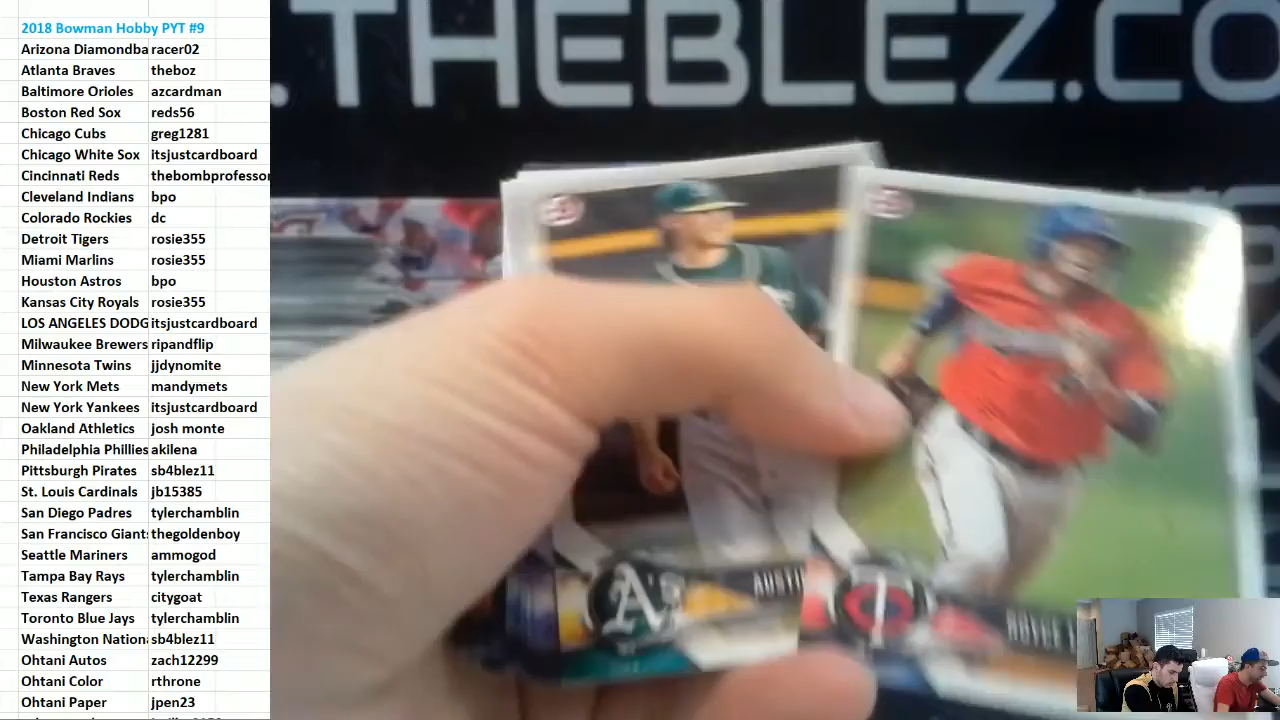 2018 Bowman Hobby PYT #9
Arizona Diamondba racer02
Atlanta Braves theboz
Baltimore Orioles azcardman
Boston Red Sox reds56
Chicago Cubs greg1281
Chicago White Sox itsjustcardboard
Cincinnati Reds thebombprofessor
Cleveland Indians bpo
Colorado Rockies dc
Detroit Tigers rosie355
Miami Marlins rosie355
Houston Astros bpo
Kansas City Royals rosie355
LOS ANGELES DODG itsjustcardboard
Milwaukee Brewers ripandflip
Minnesota Twins jjdynomite
New York Mets mandymets
New York Yankees itsjustcardboard
Oakland Athletics josh monte
Philadelphia Phillies akilena
Pittsburgh Pirates sb4blez11
St. Louis Cardinals jb15385
San Diego Padres tylerchamblin
San Francisco Giants thegoldenboy
Seattle Mariners ammogod
Tampa Bay Rays tylerchamblin
Texas Rangers citygoat
Toronto Blue Jays tylerchamblin
Washington Nation sb4blez11
Ohtani Autos zach12299
Ohtani Color rthrone
Ohtani Paper jpen23
.THEBLEZ.CO
A's
AUSTI